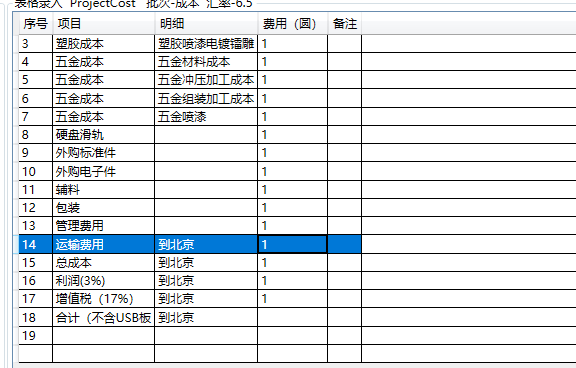 表格录入 ProjectCost 批次-成本 汇率-6.5
序号 项目 明细 费用（圆） 备注
3 塑胶成本 塑胶喷漆电镀镭雕 1
4 五金成本 五金材料成本 1
5 五金成本 五金冲压加工成本 1
6 五金成本 五金组装加工成本 1
7 五金成本 五金喷漆 1
8 硬盘滑轨 1
9 外购标准件 1
10 外购电子件 1
11 辅料 1
12 包装 1
13 管理费用 1
14 运输费用 到北京 1
15 总成本 到北京 1
16 利润(3%) 到北京 1
17 增值税（17%） 到北京 1
18 合计（不含USB板 到北京
19